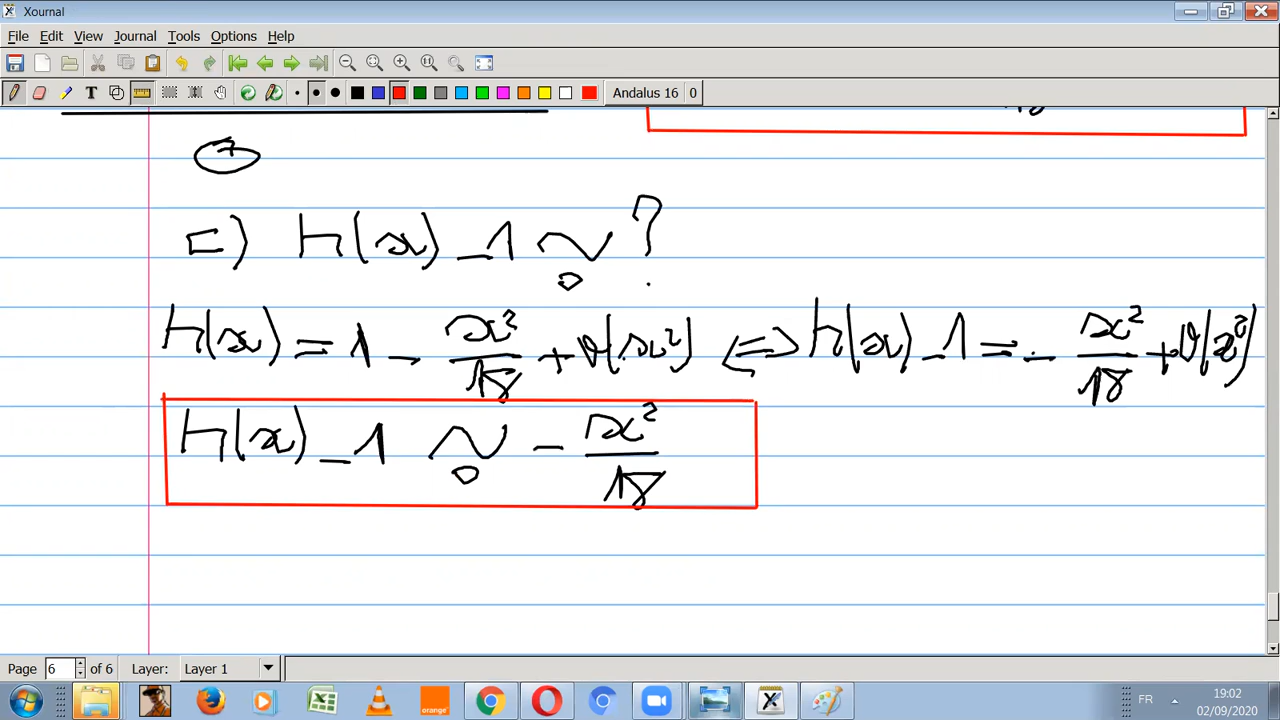 Xournal
File Edit View Journal Tools Options Help
Andalus 16 0
7
c) h(x) - 1 ~ ?
0
h(x) = 1 - x²/18 + o(x²) <=> h(x) - 1 = - x²/18 + o(x²)
h(x) - 1 ~ - x²/18
0
Page 6 of 6 Layer: Layer 1
orange
FR 19:02
02/09/2020